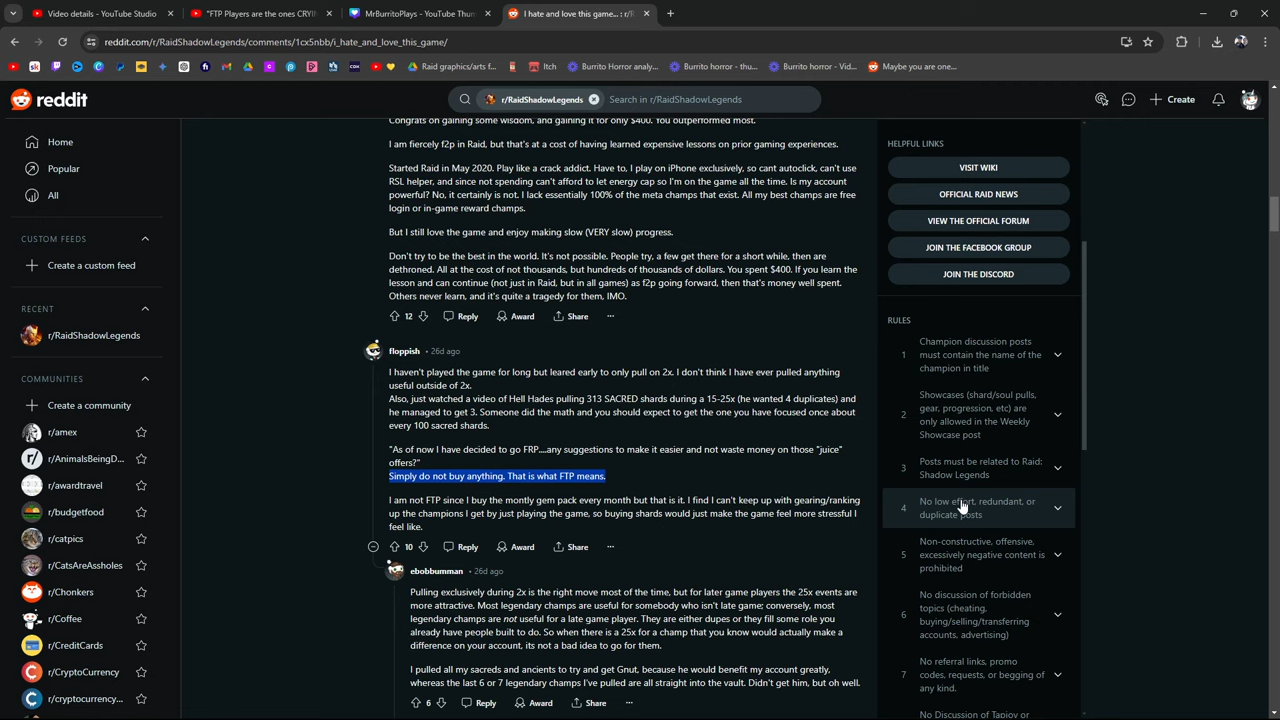 Video details - YouTube Studio
"FTP Players are the ones CRYIN
MrBurritoPlays - YouTube Thum
I hate and love this game... : r/R
reddit.com/r/RaidShadowLegends/comments/1cx5nbb/i_hate_and_love_this_game/
Raid graphics/arts f...
Itch
Burrito Horror analy...
Burrito horror - thu...
Burrito horror - Vid...
Maybe you are one...
reddit
r/RaidShadowLegends
Search in r/RaidShadowLegends
Create
Home
Popular
All
CUSTOM FEEDS
Create a custom feed
RECENT
r/RaidShadowLegends
COMMUNITIES
Create a community
r/amex
r/AnimalsBeingD...
r/awardtravel
r/budgetfood
r/catpics
r/CatsAreAssholes
r/Chonkers
r/Coffee
r/CreditCards
r/CryptoCurrency
r/cryptocurrency...
Congrats on gaining some wisdom, and gaining it for only $400. You outperformed most.
I am fiercely f2p in Raid, but that's at a cost of having learned expensive lessons on prior gaming experiences.
Started Raid in May 2020. Play like a crack addict. Have to, I play on iPhone exclusively, so cant autoclick, can't use
RSL helper, and since not spending can't afford to let energy cap so I'm on the game all the time. Is my account
powerful? No, it certainly is not. I lack essentially 100% of the meta champs that exist. All my best champs are free
login or in-game reward champs.
But I still love the game and enjoy making slow (VERY slow) progress.
Don't try to be the best in the world. It's not possible. People try, a few get there for a short while, then are
dethroned. All at the cost of not thousands, but hundreds of thousands of dollars. You spent $400. If you learn the
lesson and can continue (not just in Raid, but in all games) as f2p going forward, then that's money well spent.
Others never learn, and it's quite a tragedy for them, IMO.
12 Reply Award Share ...
floppish • 26d ago
I haven't played the game for long but leared early to only pull on 2x. I don't think I have ever pulled anything
useful outside of 2x.
Also, just watched a video of Hell Hades pulling 313 SACRED shards during a 15-25x (he wanted 4 duplicates) and
he managed to get 3. Someone did the math and you should expect to get the one you have focused once about
every 100 sacred shards.
"As of now I have decided to go FRP....any suggestions to make it easier and not waste money on those "juice"
offers?"
Simply do not buy anything. That is what FTP means.
I am not FTP since I buy the montly gem pack every month but that is it. I find I can't keep up with gearing/ranking
up the champions I get by just playing the game, so buying shards would just make the game feel more stressful I
feel like.
10 Reply Award Share ...
ebobbumman • 26d ago
Pulling exclusively during 2x is the right move most of the time, but for later game players the 25x events are
more attractive. Most legendary champs are useful for somebody who isn't late game; conversely, most
legendary champs are not useful for a late game player. They are either dupes or they fill some role you
already have people built to do. So when there is a 25x for a champ that you know would actually make a
difference on your account, its not a bad idea to go for them.
I pulled all my sacreds and ancients to try and get Gnut, because he would benefit my account greatly,
whereas the last 6 or 7 legendary champs I've pulled are all straight into the vault. Didn't get him, but oh well.
6 Reply Award Share ...
HELPFUL LINKS
VISIT WIKI
OFFICIAL RAID NEWS
VIEW THE OFFICIAL FORUM
JOIN THE FACEBOOK GROUP
JOIN THE DISCORD
RULES
1 Champion discussion posts
must contain the name of the
champion in title
2 Showcases (shard/soul pulls,
gear, progression, etc) are
only allowed in the Weekly
Showcase post
3 Posts must be related to Raid:
Shadow Legends
4 No low effort, redundant, or
duplicate posts
5 Non-constructive, offensive,
excessively negative content is
prohibited
6 No discussion of forbidden
topics (cheating,
buying/selling/transferring
accounts, advertising)
7 No referral links, promo
codes, requests, or begging of
any kind.
No Discussion of Tapjoy or